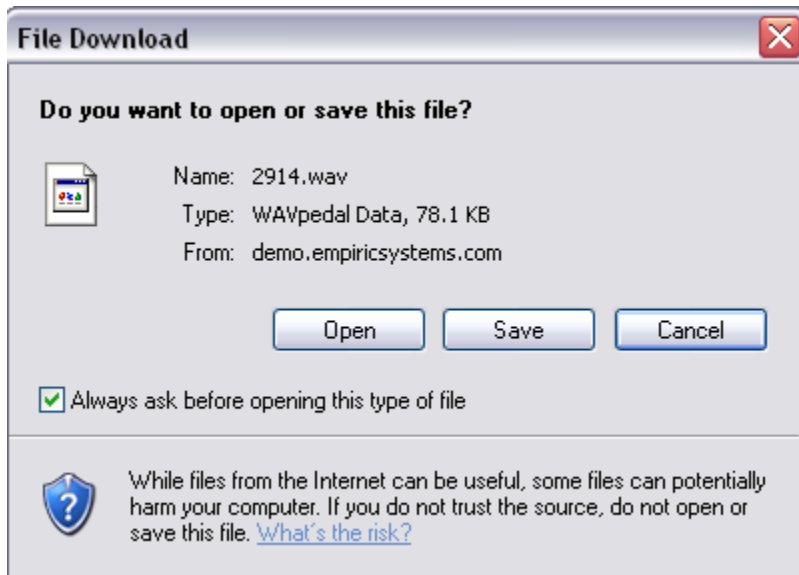 File Download
Do you want to open or save this file?
Name: 2914.wav
Type: WAVpedal Data, 78.1 KB
From: demo.empiricsystems.com
Open Save Cancel
Always ask before opening this type of file
While files from the Internet can be useful, some files can potentially
harm your computer. If you do not trust the source, do not open or
save this file. What's the risk?